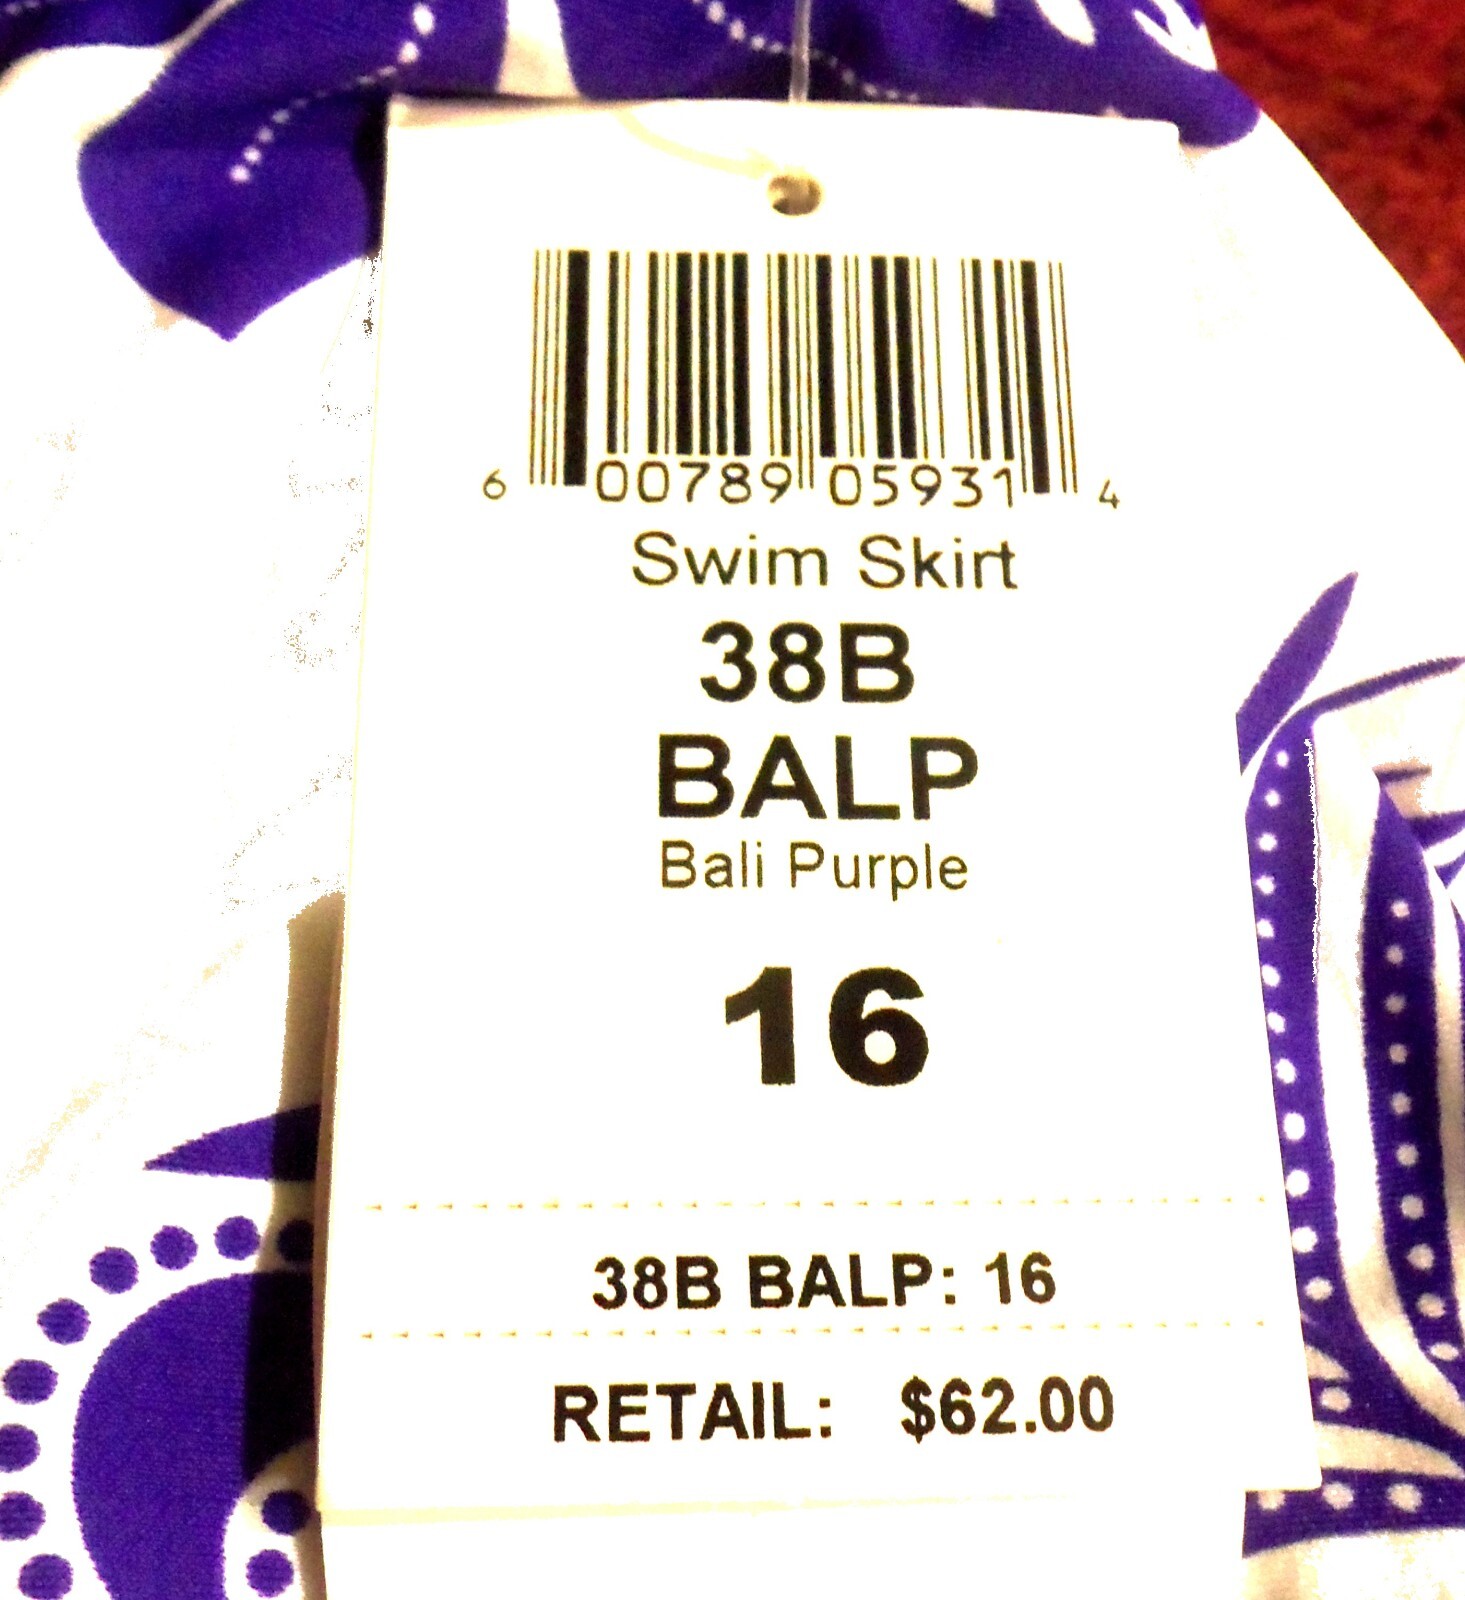 6 00789 05931 4
Swim Skirt
38B
BALP
Bali Purple
16
38B BALP: 16
RETAIL: $62.00